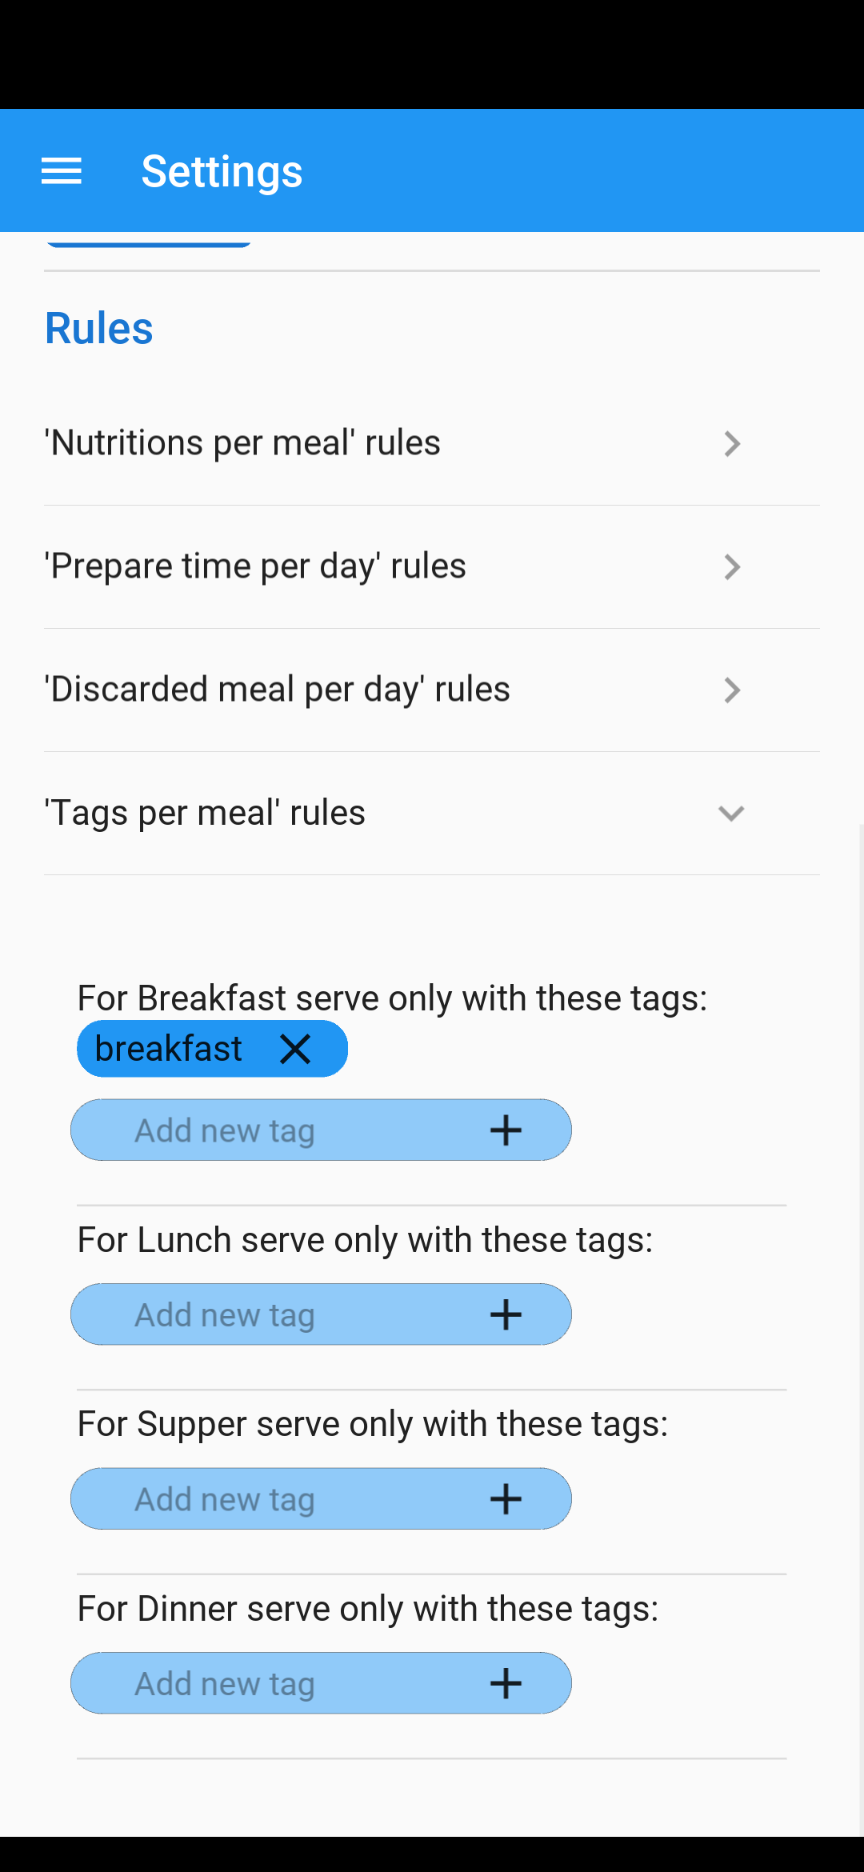 Settings
Rules
'Nutritions per meal' rules
'Prepare time per day' rules
'Discarded meal per day' rules
'Tags per meal' rules
For Breakfast serve only with these tags:
breakfast
Add new tag
For Lunch serve only with these tags:
Add new tag
For Supper serve only with these tags:
Add new tag
For Dinner serve only with these tags:
Add new tag